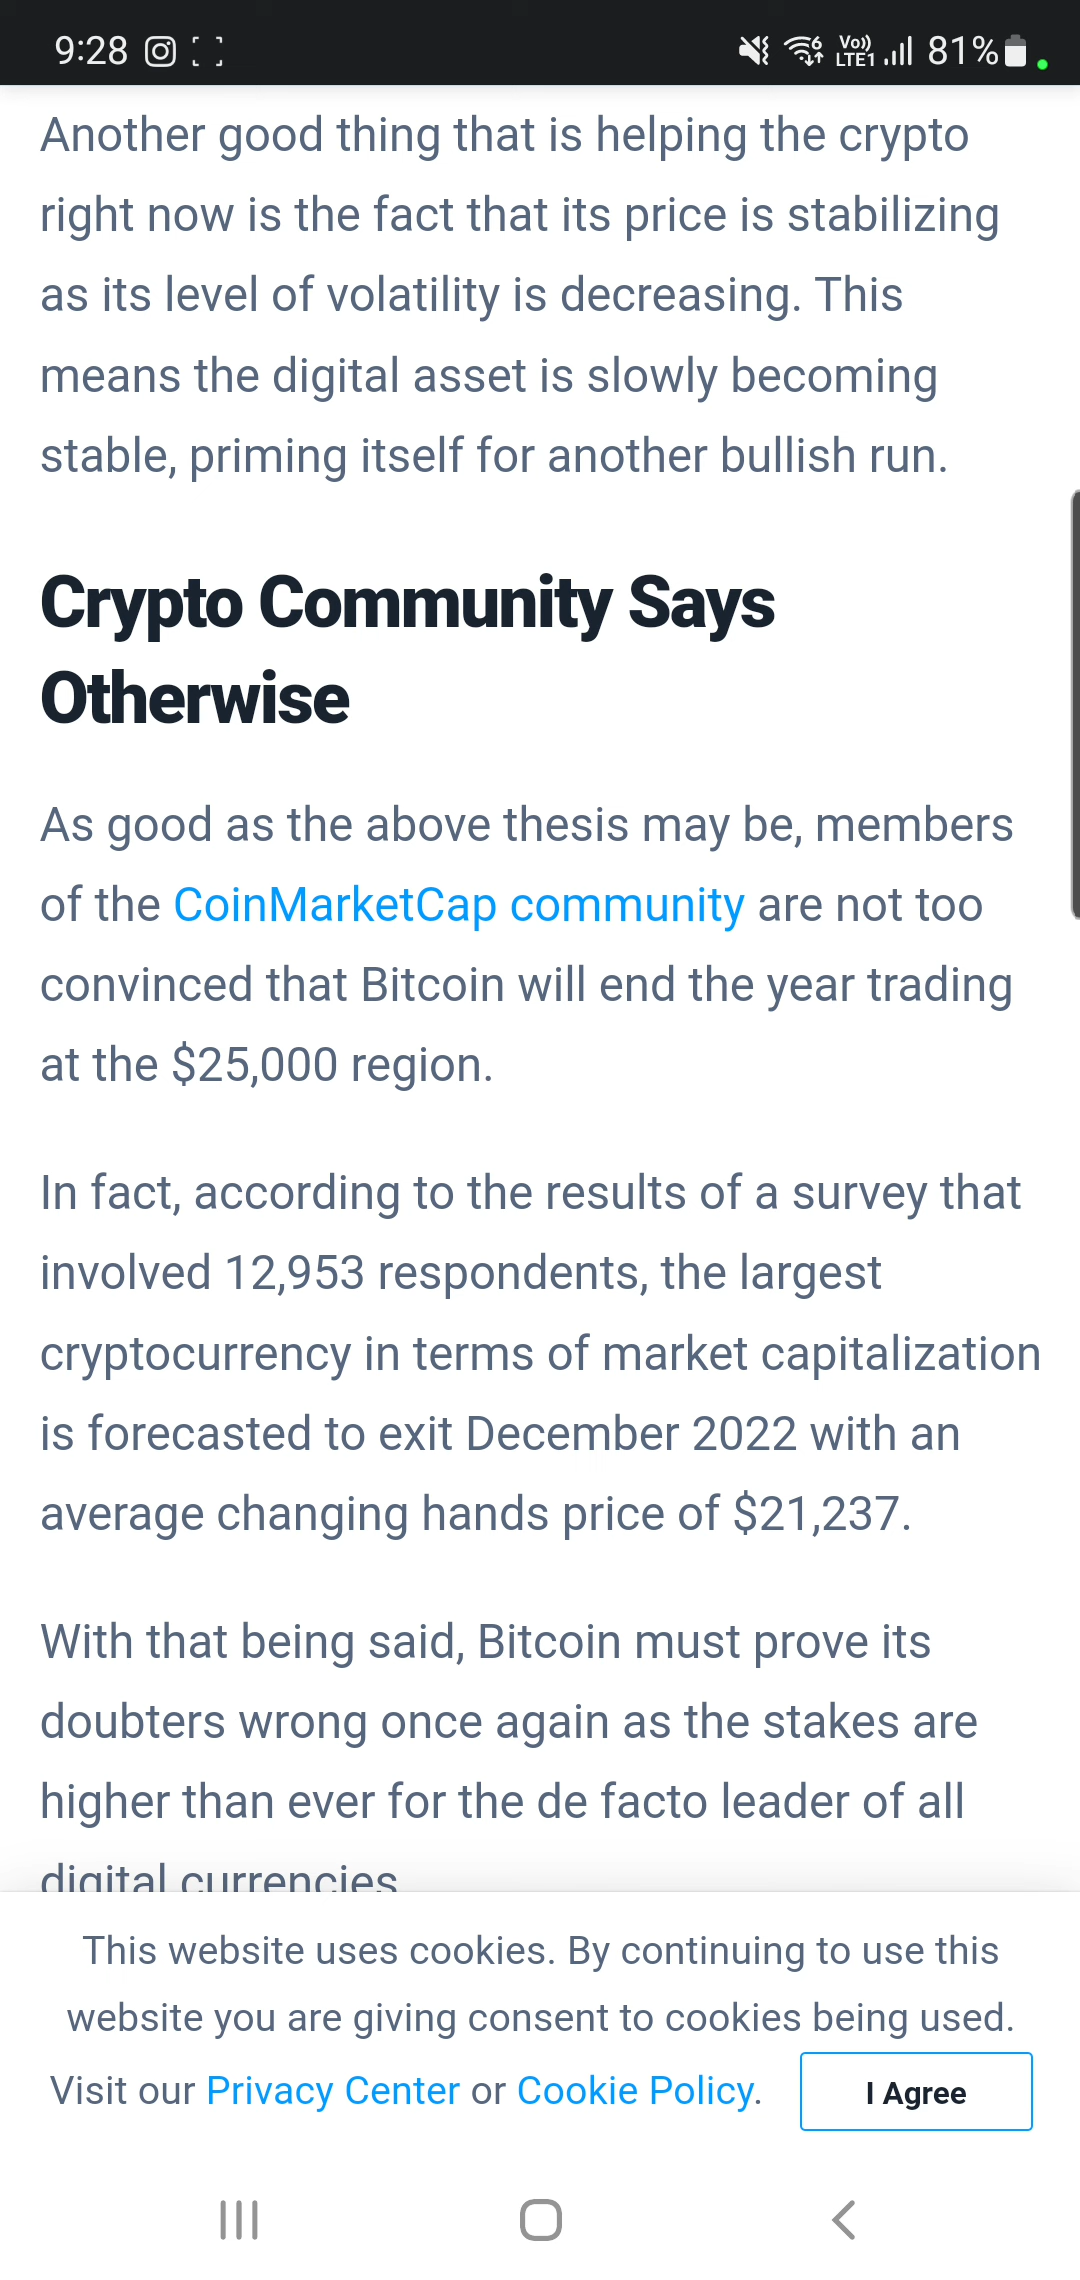 9:28
Vo)) LTE1 81%
Another good thing that is helping the crypto
right now is the fact that its price is stabilizing
as its level of volatility is decreasing. This
means the digital asset is slowly becoming
stable, priming itself for another bullish run.
Crypto Community Says
Otherwise
As good as the above thesis may be, members
of the CoinMarketCap community are not too
convinced that Bitcoin will end the year trading
at the $25,000 region.
In fact, according to the results of a survey that
involved 12,953 respondents, the largest
cryptocurrency in terms of market capitalization
is forecasted to exit December 2022 with an
average changing hands price of $21,237.
With that being said, Bitcoin must prove its
doubters wrong once again as the stakes are
higher than ever for the de facto leader of all
digital currencies
This website uses cookies. By continuing to use this
website you are giving consent to cookies being used.
Visit our Privacy Center or Cookie Policy. I Agree